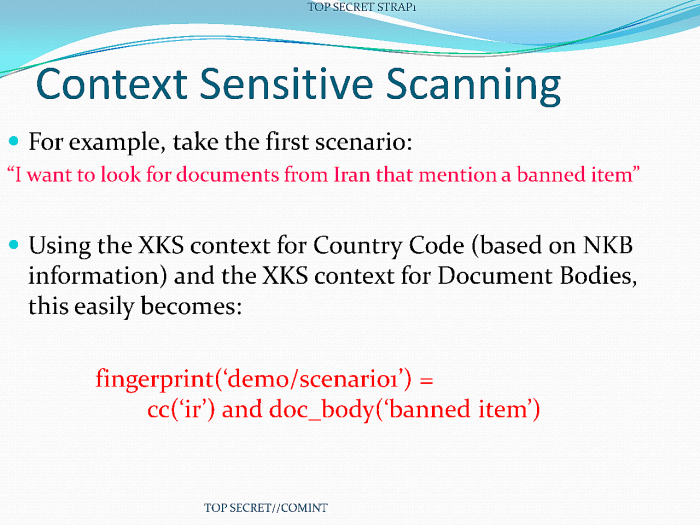 TOP SECRET STRAP1
Context Sensitive Scanning
For example, take the first scenario:
“I want to look for documents from Iran that mention a banned item”
Using the XKS context for Country Code (based on NKB
information) and the XKS context for Document Bodies,
this easily becomes:
fingerprint(‘demo/scenario1’) =
cc(‘ir’) and doc_body(‘banned item’)
TOP SECRET//COMINT